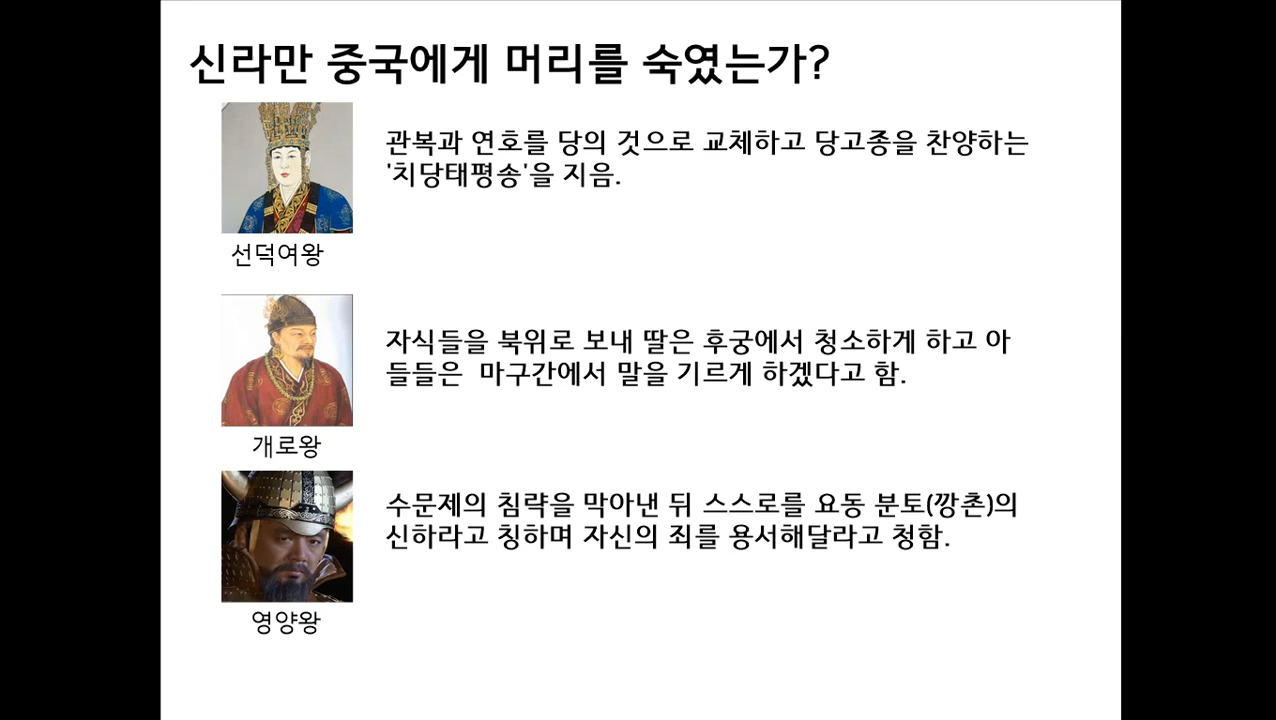 신라만 중국에게 머리를 숙였는가?
관복과 연호를 당의 것으로 교체하고 당고종을 찬양하는
'치당태평송'을 지음.
선덕여왕
자식들을 북위로 보내 딸은 후궁에서 청소하게 하고 아
들들은 마구간에서 말을 기르게 하겠다고 함.
개로왕
수문제의 침략을 막아낸 뒤 스스로를 요동 분토(깡촌)의
신하라고 칭하며 자신의 죄를 용서해달라고 청함.
영양왕